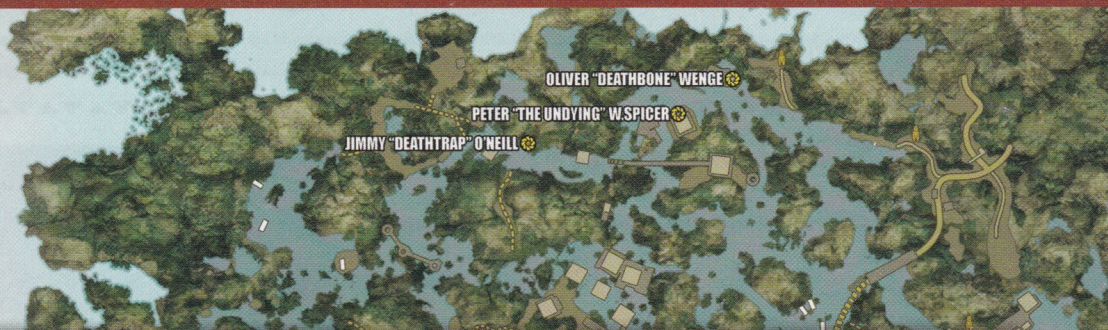 OLIVER “DEATHBONE” WENGE
PETER “THE UNDYING” W.SPICER
JIMMY “DEATHTRAP” O’NEILL